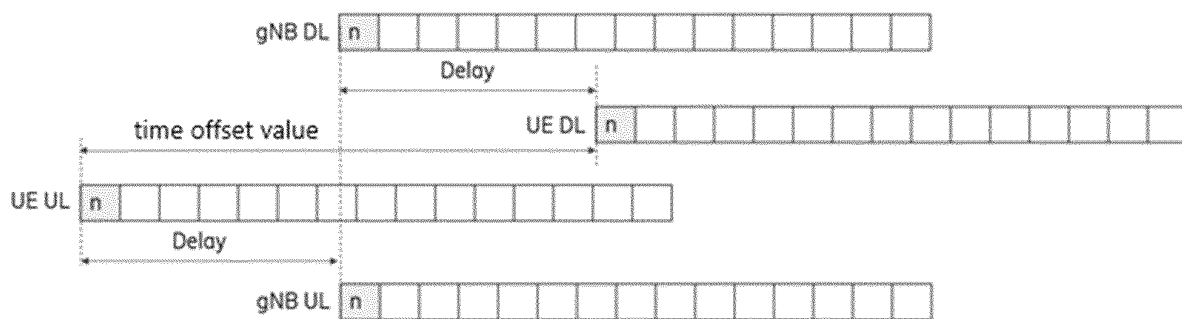 gNB DL n
Delay
UE DL n
time offset value
UE UL n
Delay
gNB UL n